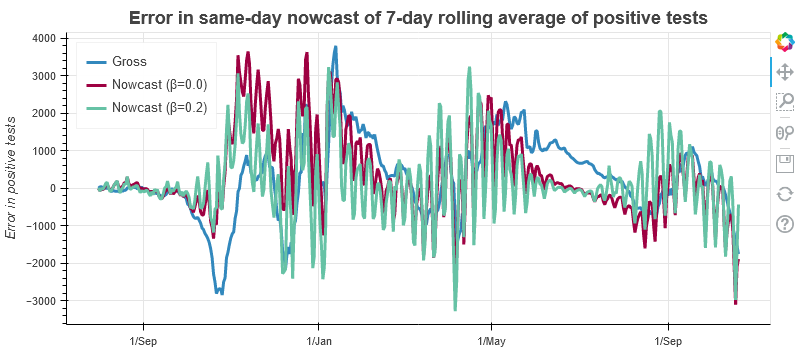 Error in same-day nowcast of 7-day rolling average of positive tests
Error in positive tests
4000
3000
2000
1000
0
−1000
−2000
−3000
Gross
Nowcast (β=0.0)
Nowcast (β=0.2)
1/Sep
1/Jan
1/May
1/Sep